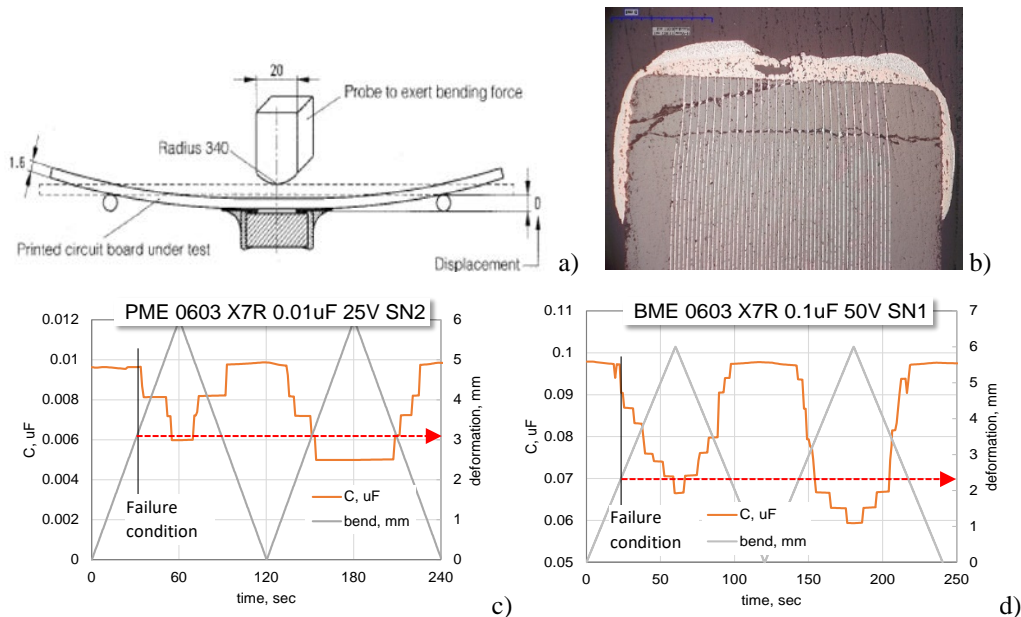 20
Probe to exert bending force
Radius 340
1.6
D
Printed circuit board under test
Displacement
a)
b)
PME 0603 X7R 0.01uF 25V SN2
0.012
0.01
0.008
0.006
0.004
0.002
0
C, uF
6
5
4
3
2
1
0
deformation, mm
Failure
condition
C, uF
bend, mm
0
60
120
180
240
time, sec
c)
BME 0603 X7R 0.1uF 50V SN1
0.11
0.1
0.09
0.08
0.07
0.06
0.05
C, uF
7
6
5
4
3
2
1
0
deformation, mm
Failure
condition
C, uF
bend, mm
0
50
100
150
200
250
time, sec
d)